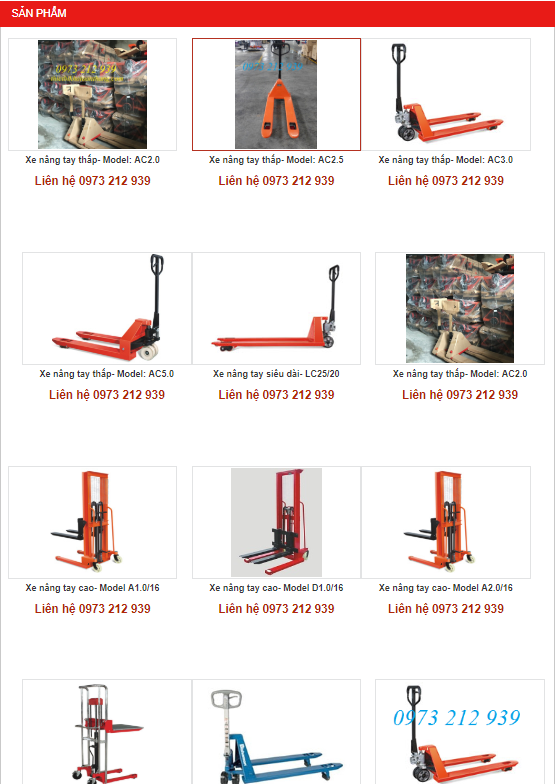 SẢN PHẨM
0973 212 939
Xe nâng tay thấp- Model: AC2.0
Xe nâng tay thấp- Model: AC2.5
Xe nâng tay thấp- Model: AC3.0
Liên hệ 0973 212 939
Liên hệ 0973 212 939
Liên hệ 0973 212 939
Xe nâng tay thấp- Model: AC5.0
Xe nâng tay siêu dài- LC25/20
Xe nâng tay thấp- Model: AC2.0
Liên hệ 0973 212 939
Liên hệ 0973 212 939
Liên hệ 0973 212 939
Xe nâng tay cao- Model A1.0/16
Xe nâng tay cao- Model D1.0/16
Xe nâng tay cao- Model A2.0/16
Liên hệ 0973 212 939
Liên hệ 0973 212 939
Liên hệ 0973 212 939
0973 212 939